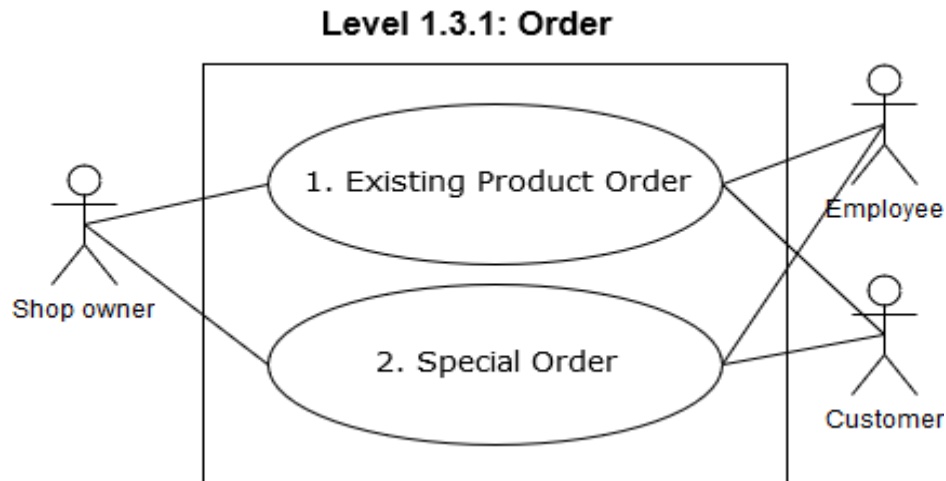 Level 1.3.1: Order
1. Existing Product Order
Employee
Shop owner
2. Special Order
Customer